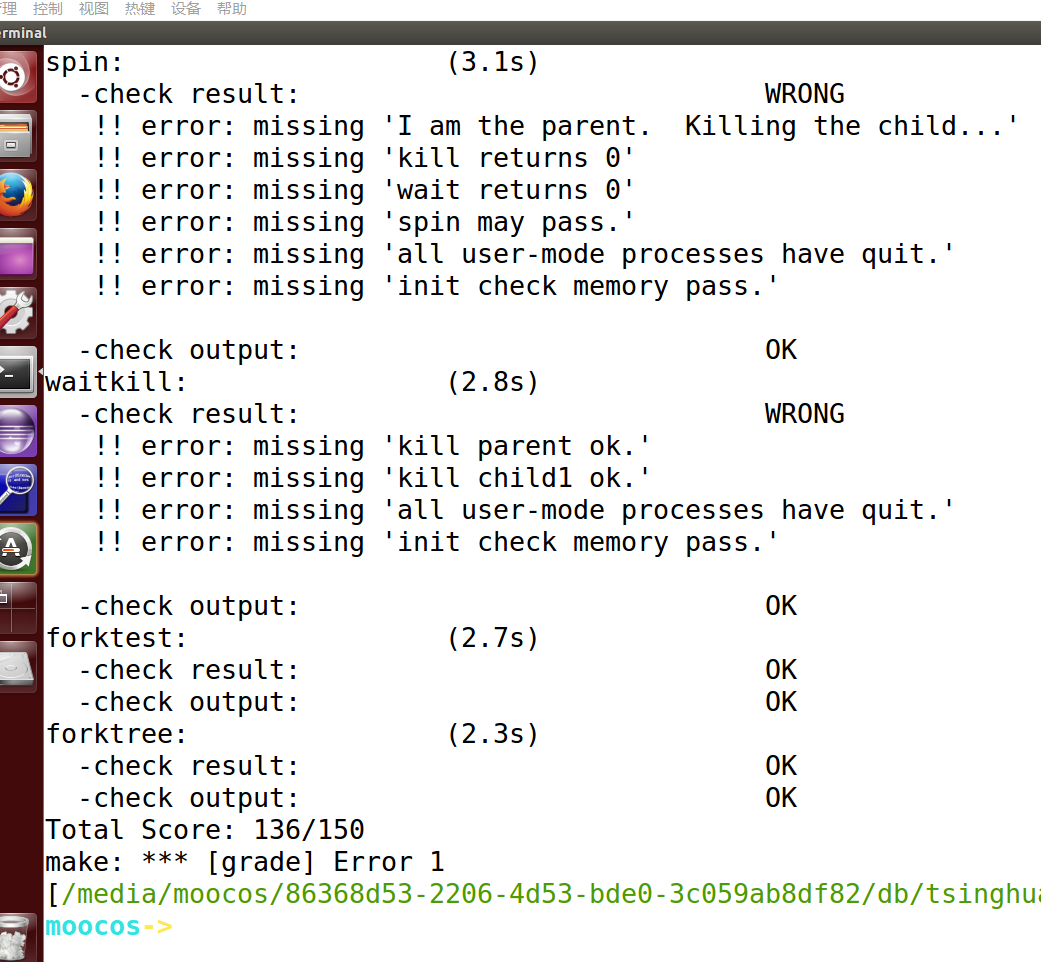 控制 视图 热键 设备 帮助
spin: (3.1s)
-check result: WRONG
!! error: missing 'I am the parent.  Killing the child...'
!! error: missing 'kill returns 0'
!! error: missing 'wait returns 0'
!! error: missing 'spin may pass.'
!! error: missing 'all user-mode processes have quit.'
!! error: missing 'init check memory pass.'
-check output: OK
waitkill: (2.8s)
-check result: WRONG
!! error: missing 'kill parent ok.'
!! error: missing 'kill child1 ok.'
!! error: missing 'all user-mode processes have quit.'
!! error: missing 'init check memory pass.'
-check output: OK
forktest: (2.7s)
-check result: OK
-check output: OK
forktree: (2.3s)
-check result: OK
-check output: OK
Total Score: 136/150
make: *** [grade] Error 1
[/media/moocos/86368d53-2206-4d53-bde0-3c059ab8df82/db/tsinghua
moocos->